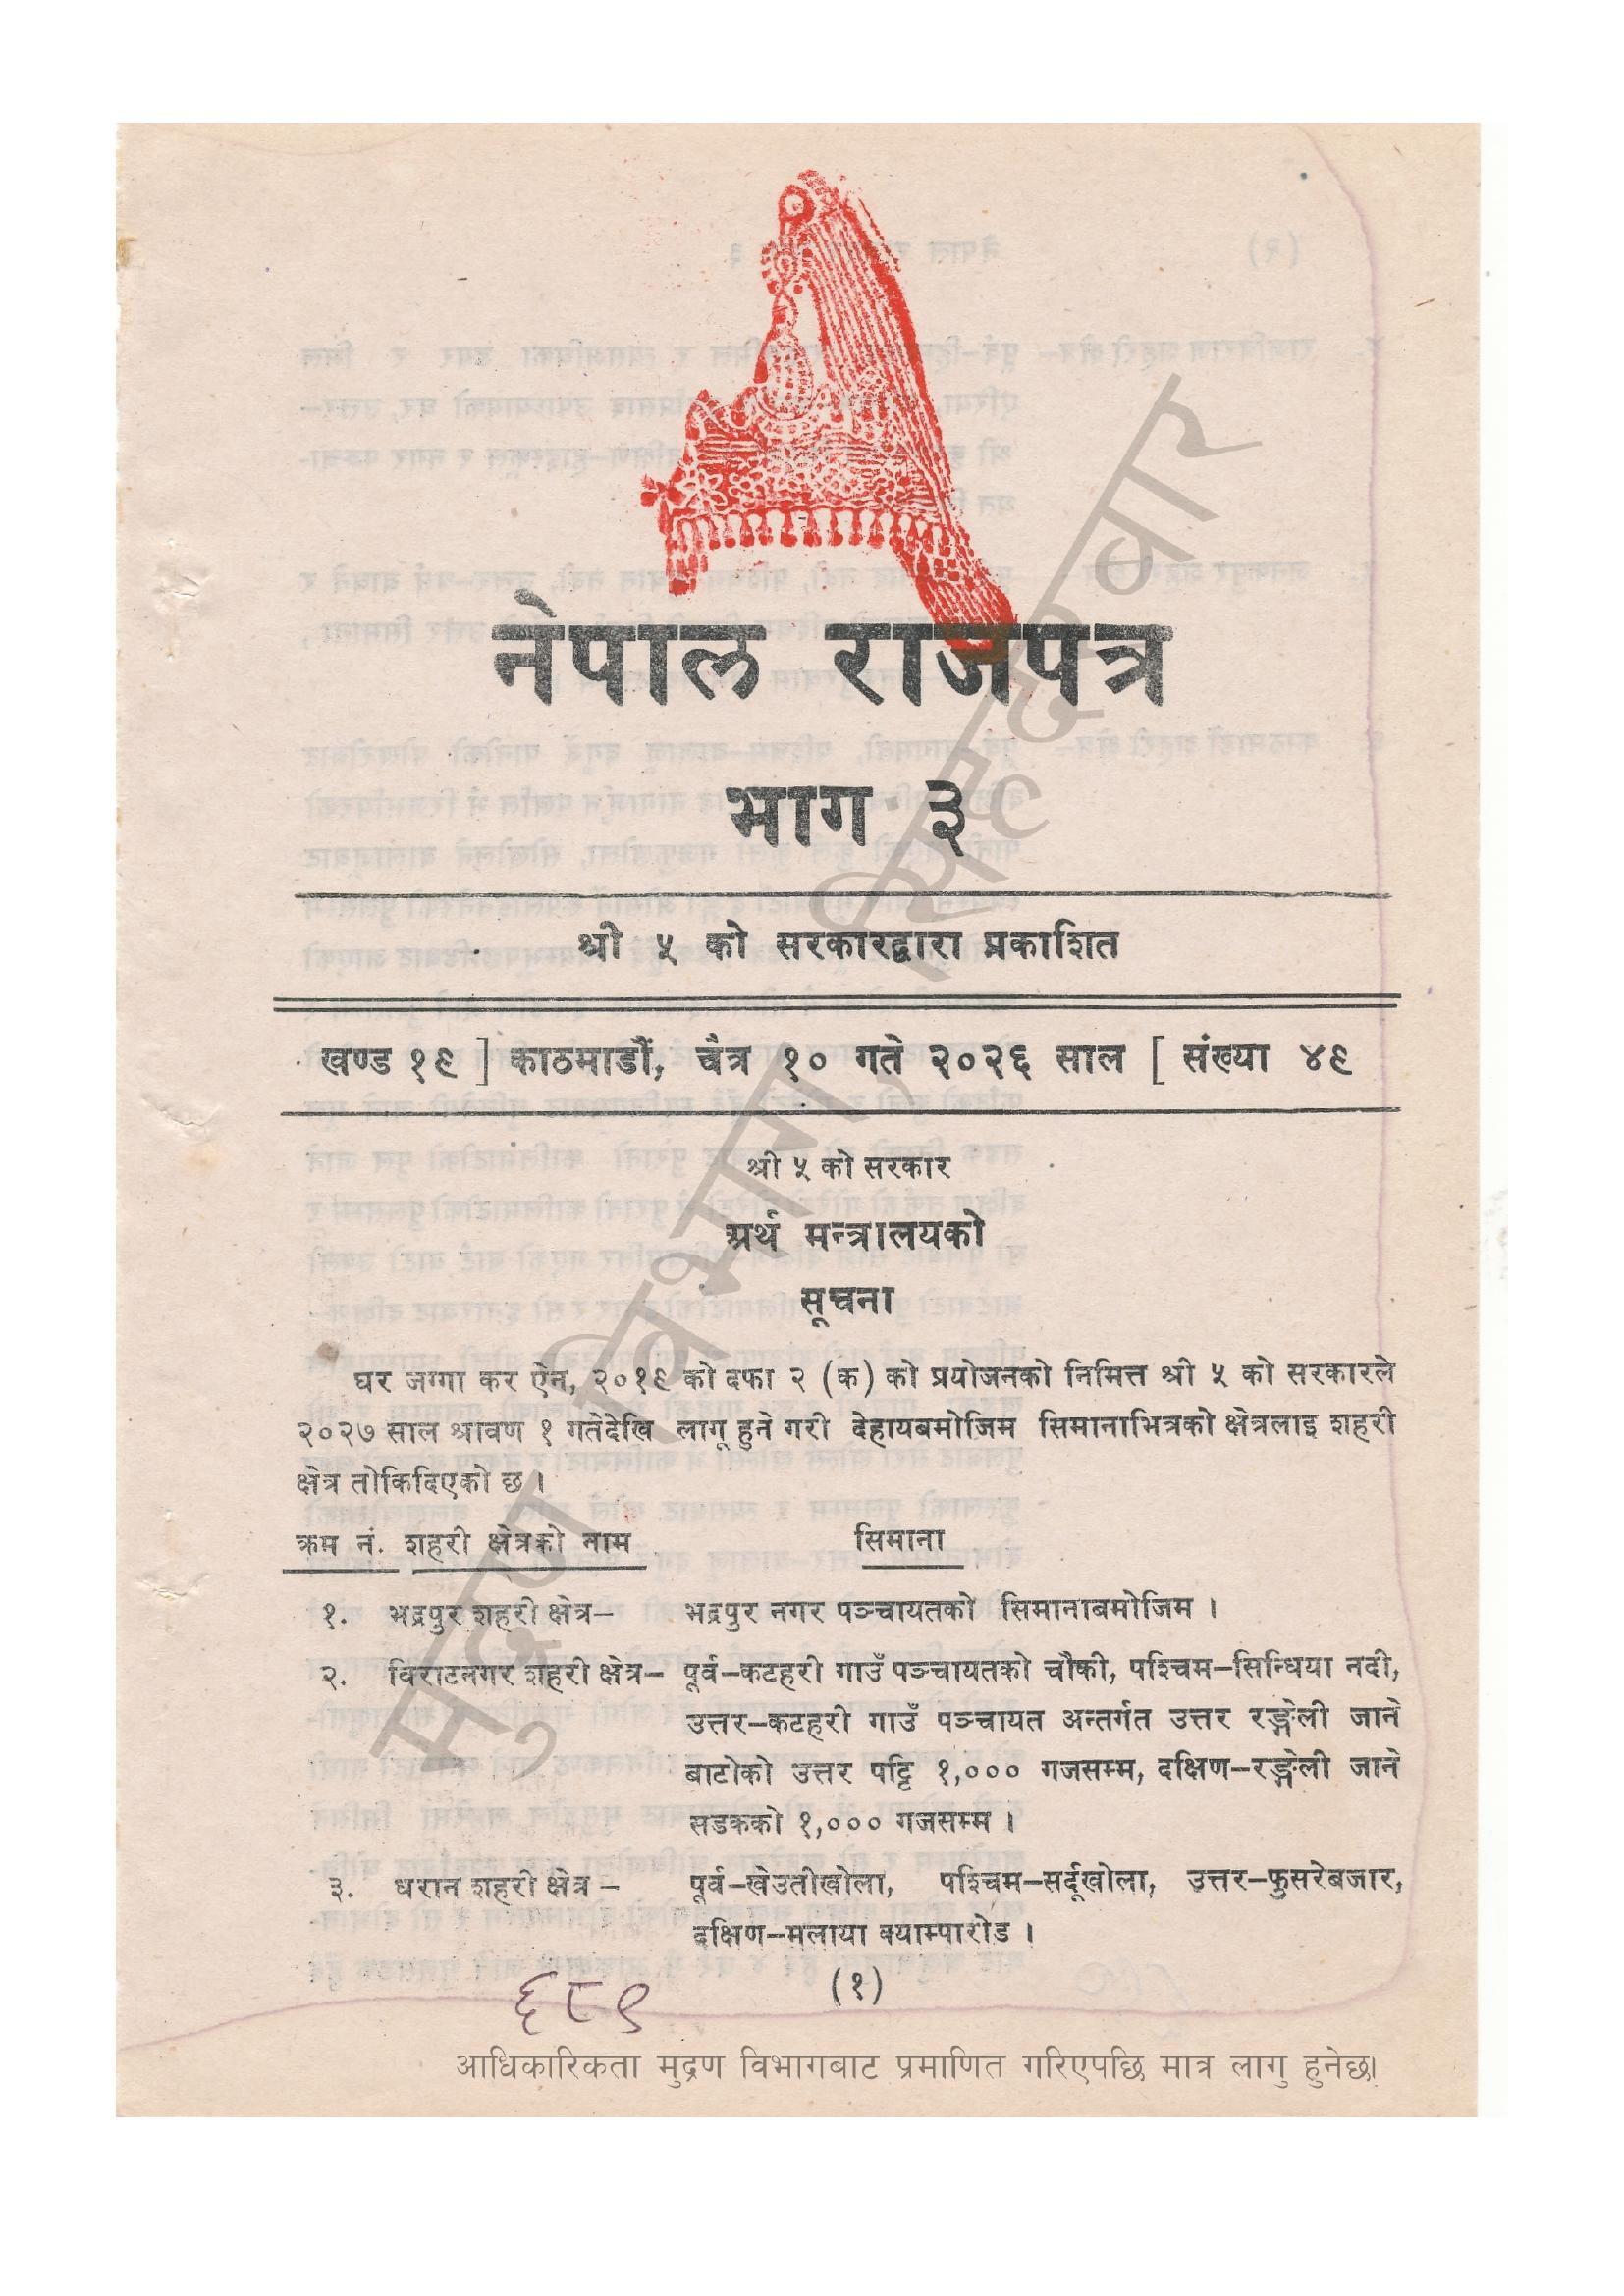 नेपाल राजपत्र
भाग ३
श्री ५ को सरकारद्वारा प्रकाशित
खण्ड १९ ] काठमाडौं, चैत्र १० गते २०२६ साल [ संख्या ४९
श्री ५ को सरकार
अर्थ मन्त्रालयको
सूचना
घर जग्गा कर ऐन, २०१९ को दफा २ (क) को प्रयोजनको निमित्त श्री ५ को सरकारले
२०२७ साल श्रावण १ गतेदेखि लागू हुने गरी देहायबमोजिम सिमानाभित्रको क्षेत्रलाइ शहरी
क्षेत्र तोकिदिएको छ ।
क्रम नं. शहरी क्षेत्रको नाम सिमाना
१. भद्रपुर शहरी क्षेत्र– भद्रपुर नगर पञ्चायतको सिमानाबमोजिम ।
२. विराटनगर शहरी क्षेत्र– पूर्व–कटहरी गाउँ पञ्चायतको चौकी, पश्चिम–सिन्धिया नदी,
उत्तर–कटहरी गाउँ पञ्चायत अन्तर्गत उत्तर रङ्गेली जाने
बाटोको उत्तर पट्टि १,००० गजसम्म, दक्षिण–रङ्गेली जाने
सडकको १,००० गजसम्म ।
३. धरान शहरी क्षेत्र – पूर्व–खेउतीखोला, पश्चिम–सर्दूखोला, उत्तर–फुसरेबजार,
दक्षिण–मलाया क्याम्पारोड ।
(१)
६८९
आधिकारिकता मुद्रण विभागबाट प्रमाणित गरिएपछि मात्र लागु हुनेछ।
मुद्रण विभाग,